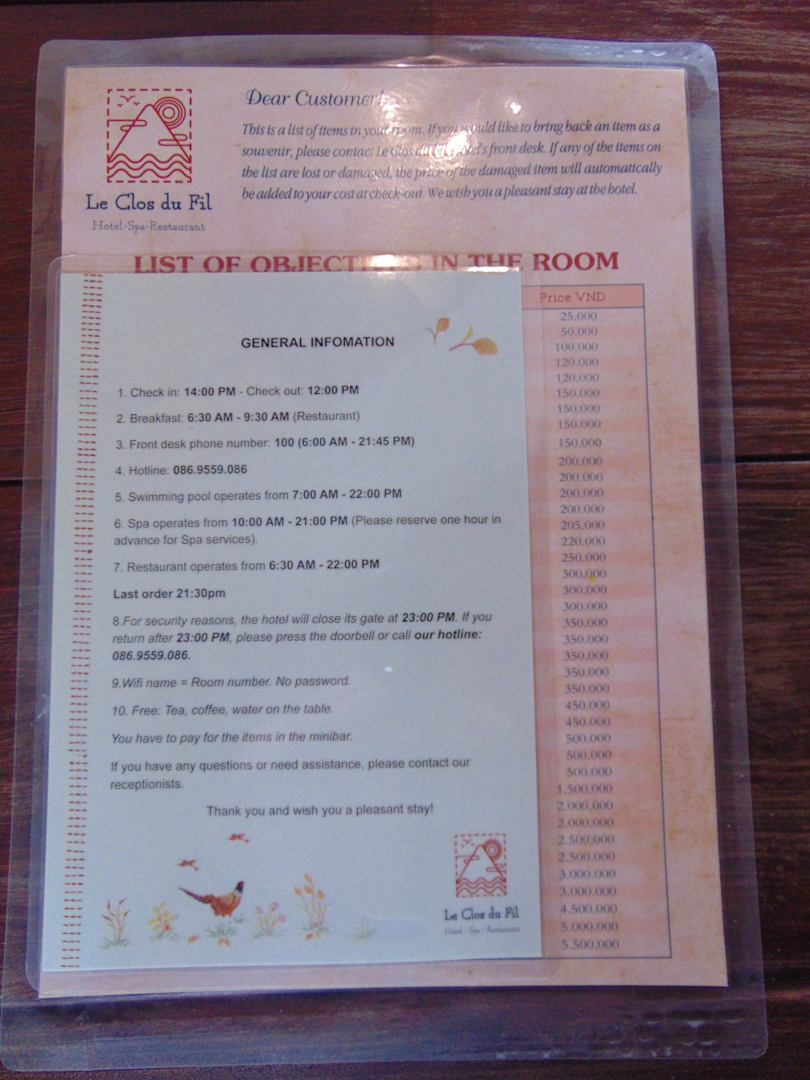 Dear Customer!
This is a list of items in your room. If you would like to bring back an item as a
souvenir, please contact Le Clos du Fil Hotel's front desk. If any of the items on
the list are lost or damaged, the price of the damaged item will automatically
be added to your cost at check-out. We wish you a pleasant stay at the hotel.
Le Clos du Fil
Hotel-Spa-Restaurant
LIST OF IN THE ROOM
Price VND
25.000
50.000
100,000
120.000
120.000
150.000
150,000
150.000
150.000
200.000
200.000
200,000
200.000
205.000
220.000
250.000
300,000
300.000
300.000
350.000
350.000
350.000
350.000
350.000
450.000
450.000
500.000
500.000
500.000
1.500.000
2.000,000
2.000.000
2.500.000
2.500.000
3.000.000
3,000.000
4.500.000
5.000.000
5.500.000
GENERAL INFOMATION
1. Check in: 14:00 PM - Check out: 12:00 PM
2. Breakfast: 6:30 AM - 9:30 AM (Restaurant)
3. Front desk phone number: 100 (6:00 AM - 21:45 PM)
4. Hotline: 086.9559.086
5. Swimming pool operates from 7:00 AM - 22:00 PM
6. Spa operates from 10:00 AM - 21:00 PM (Please reserve one hour in
advance for Spa services).
7. Restaurant operates from 6:30 AM - 22:00 PM
Last order 21:30pm
8.For security reasons, the hotel will close its gate at 23:00 PM. If you
return after 23:00 PM, please press the doorbell or call our hotline:
086.9559.086.
9.Wifi name = Room number. No password.
10. Free: Tea, coffee, water on the table.
You have to pay for the items in the minibar.
If you have any questions or need assistance, please contact our
receptionists.
Thank you and wish you a pleasant stay!
Le Clos du Fil
Hotel - Spa - Restaurant